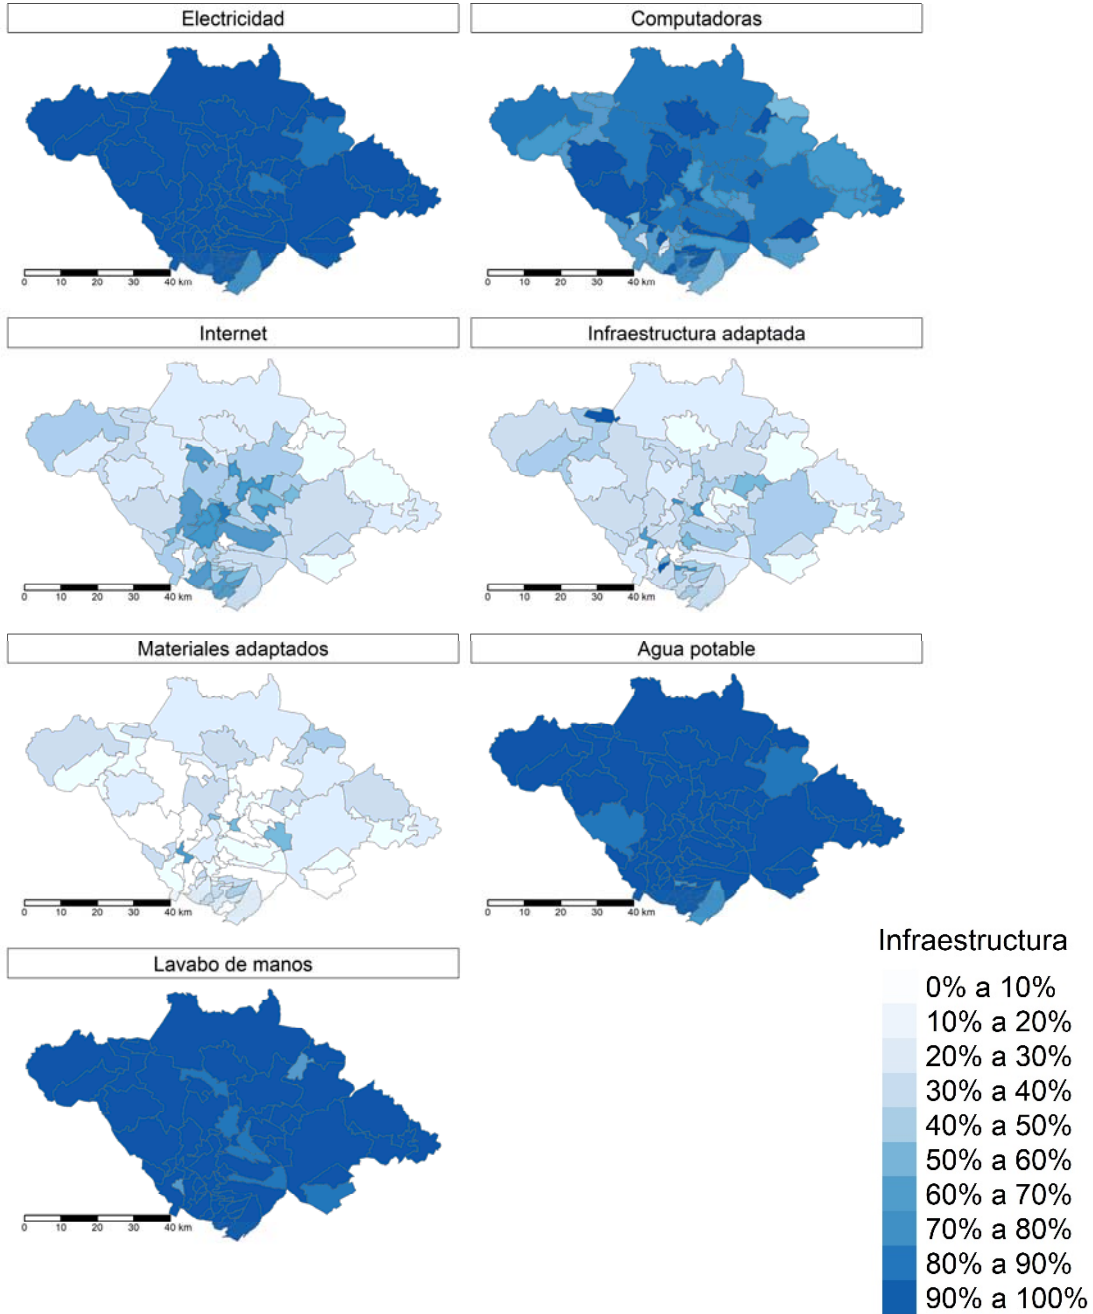 Electricidad
Computadoras
0 10 20 30 40 km
0 10 20 30 40 km
Internet
Infraestructura adaptada
0 10 20 30 40 km
0 10 20 30 40 km
Materiales adaptados
Agua potable
0 10 20 30 40 km
0 10 20 30 40 km
Lavabo de manos
0 10 20 30 40 km
Infraestructura
0% a 10%
10% a 20%
20% a 30%
30% a 40%
40% a 50%
50% a 60%
60% a 70%
70% a 80%
80% a 90%
90% a 100%